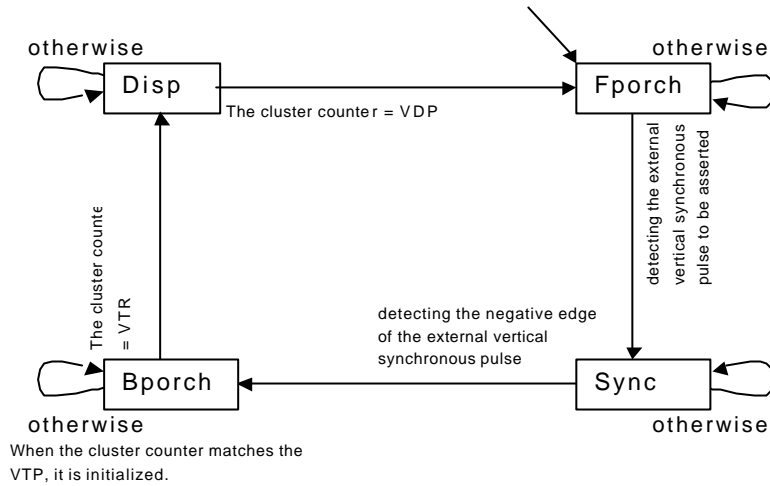 otherwise
otherwise
Disp
Fporch
The cluster counter = VDP
detecting the external
vertical synchronous
pulse to be asserted
The cluster counte
= VTR
detecting the negative edge
of the external vertical
synchronous pulse
Bporch
Sync
otherwise
otherwise
When the cluster counter matches the
VTP, it is initialized.